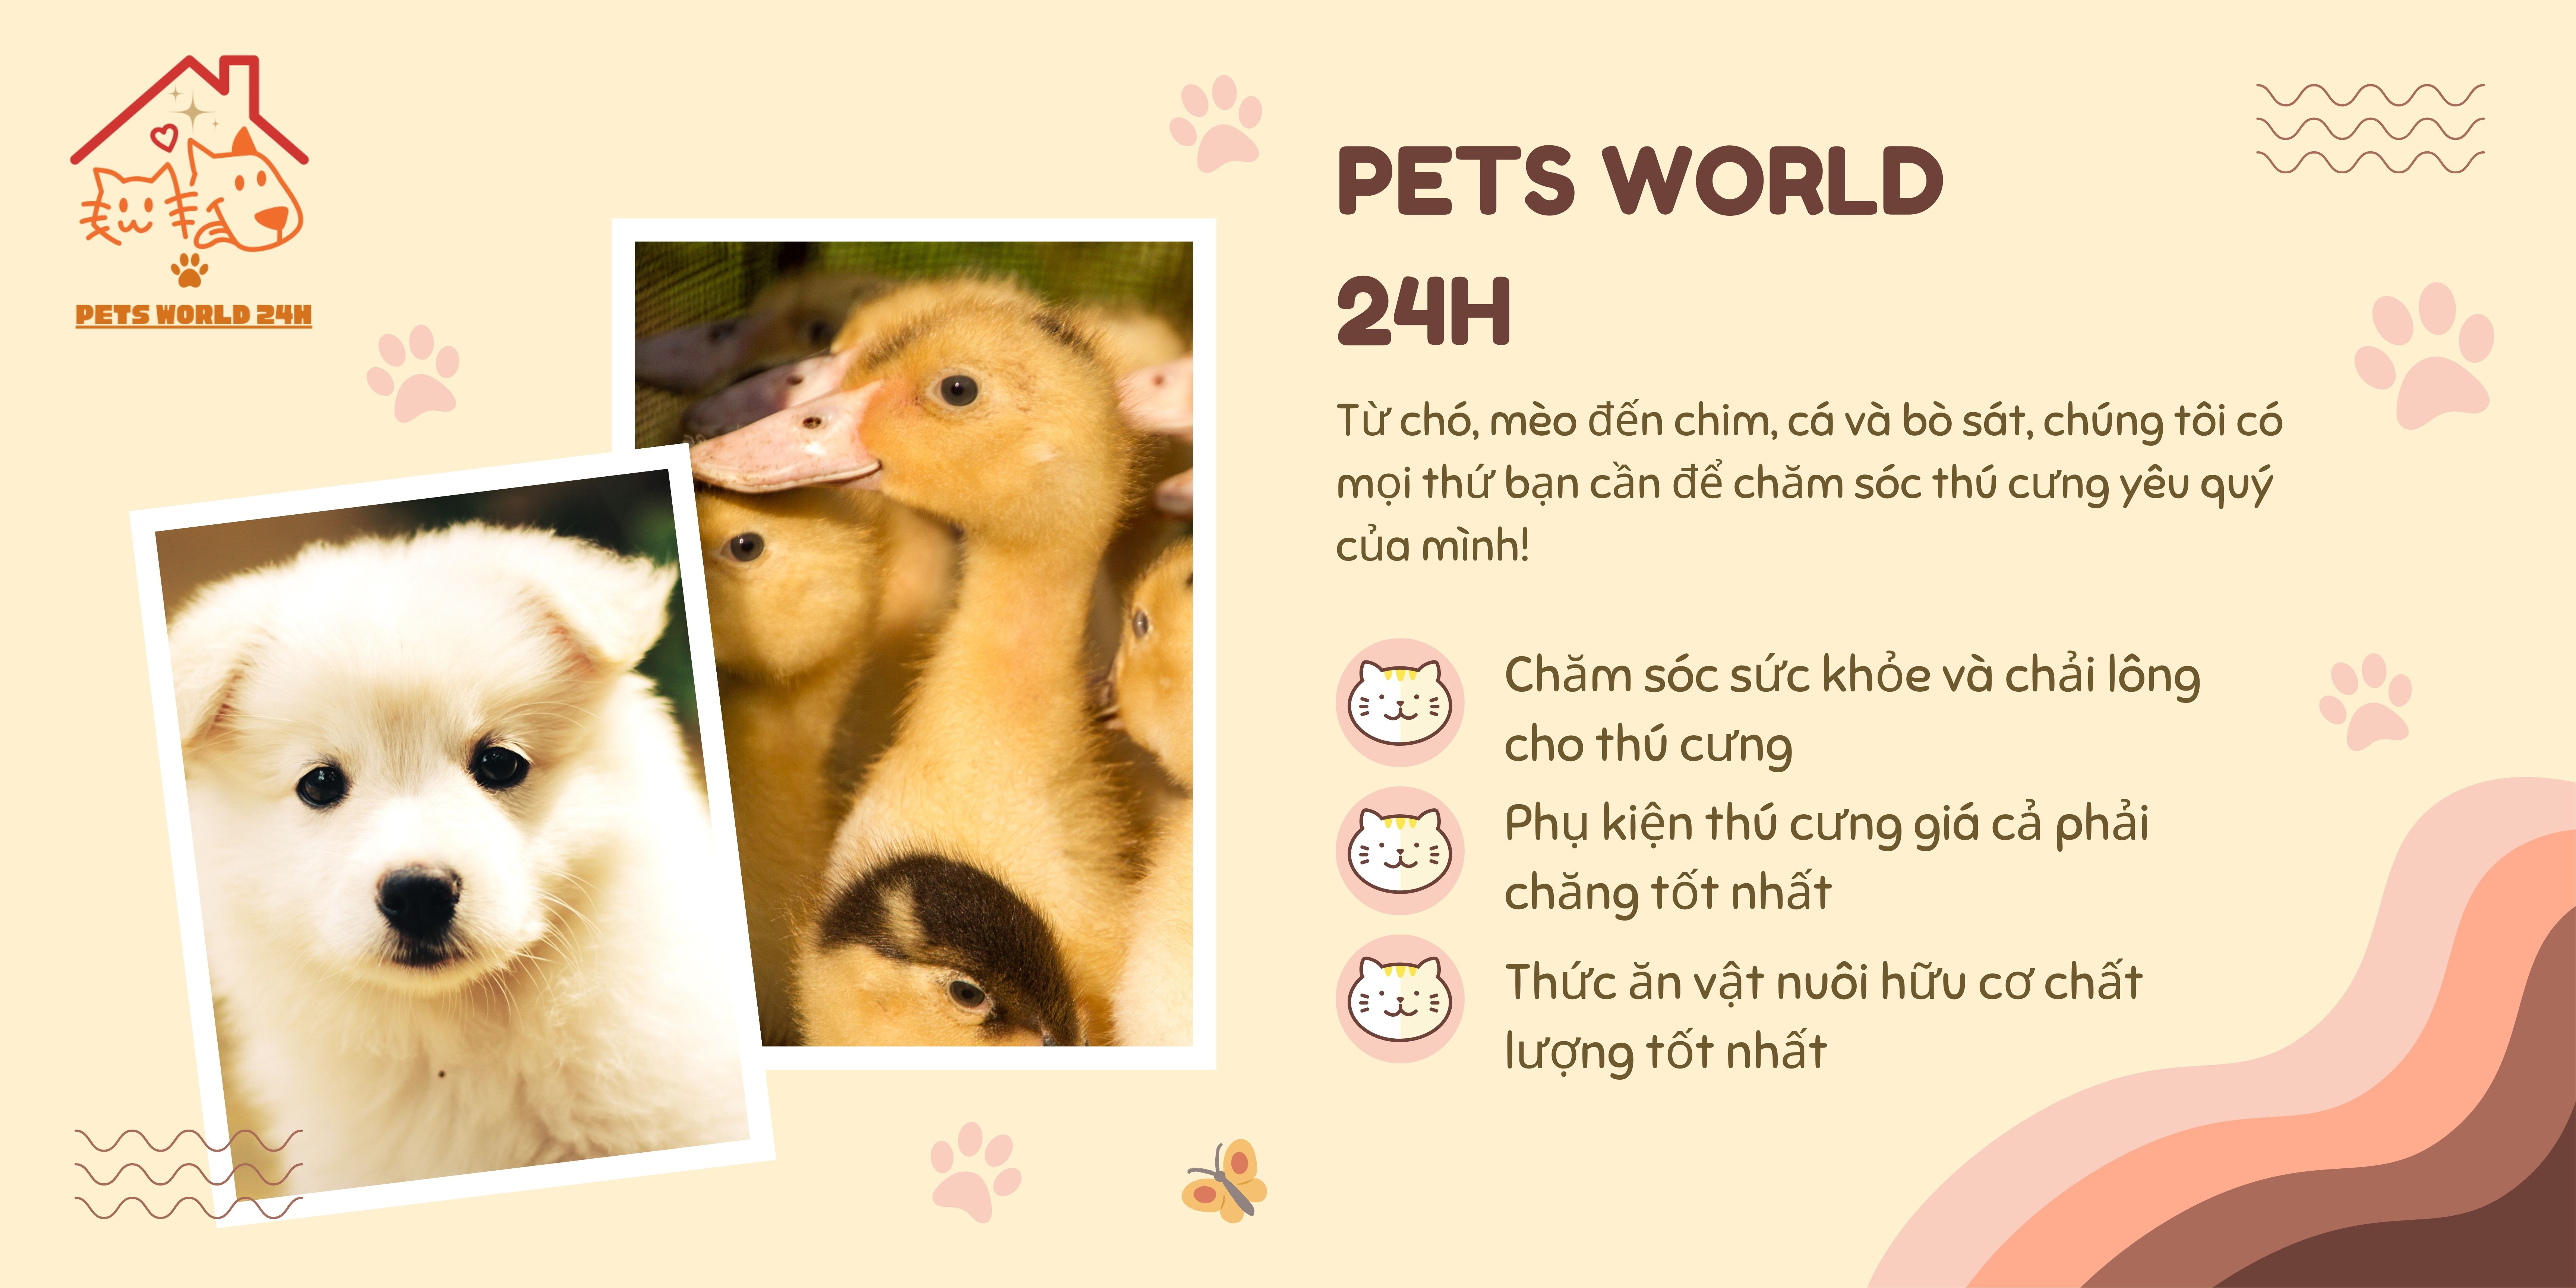 PETS WORLD 24H
PETS WORLD
24H
Từ chó, mèo đến chim, cá và bò sát, chúng tôi có
mọi thứ bạn cần để chăm sóc thú cưng yêu quý
của mình!
Chăm sóc sức khỏe và chải lông
cho thú cưng
Phụ kiện thú cưng giá cả phải
chăng tốt nhất
Thức ăn vật nuôi hữu cơ chất
lượng tốt nhất